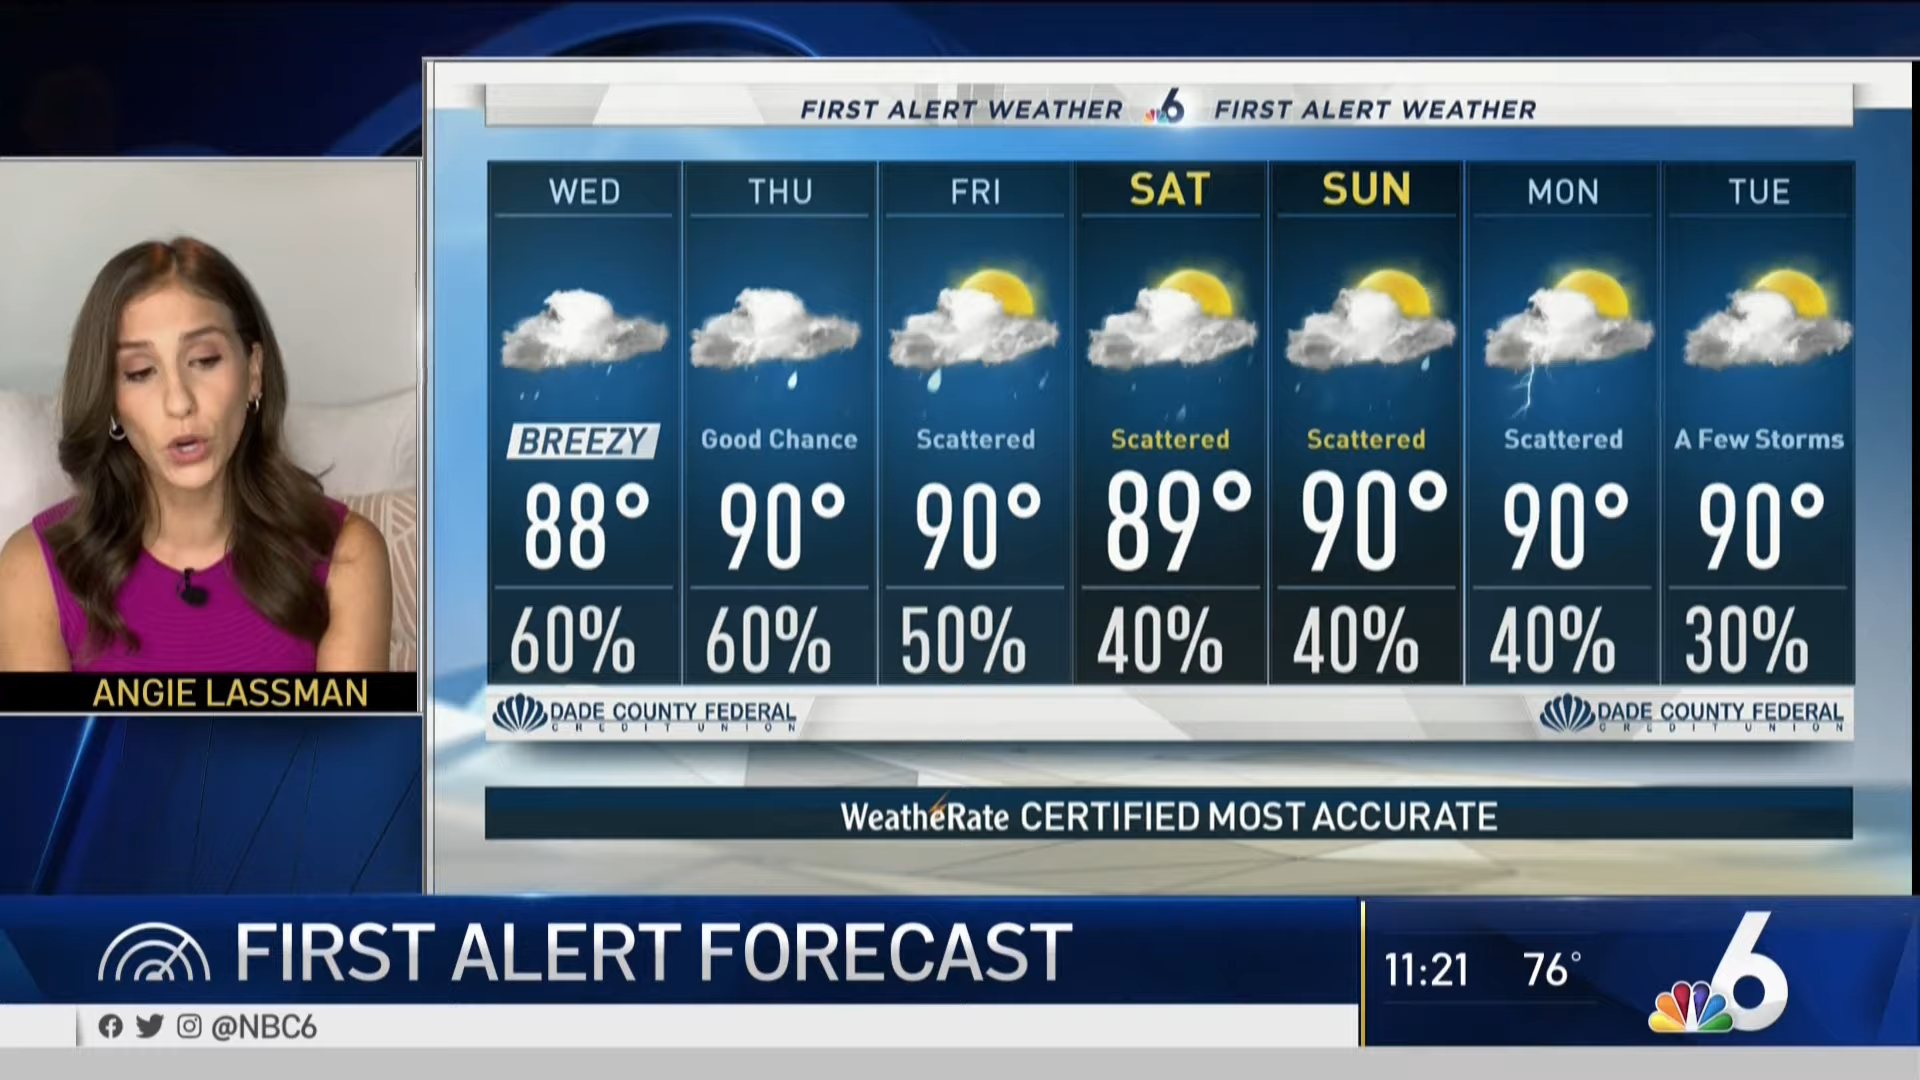 FIRST ALERT WEATHER 6 FIRST ALERT WEATHER
WED THU FRI SAT SUN MON TUE
BREEZY Good Chance Scattered Scattered Scattered Scattered A Few Storms
88° 90° 90° 89° 90° 90° 90°
60% 60% 50% 40% 40% 40% 30%
ANGIE LASSMAN
DADE COUNTY FEDERAL DADE COUNTY FEDERAL
CREDIT UNION CREDIT UNION
WeatheRate CERTIFIED MOST ACCURATE
FIRST ALERT FORECAST
11:21 76° 6
@NBC6